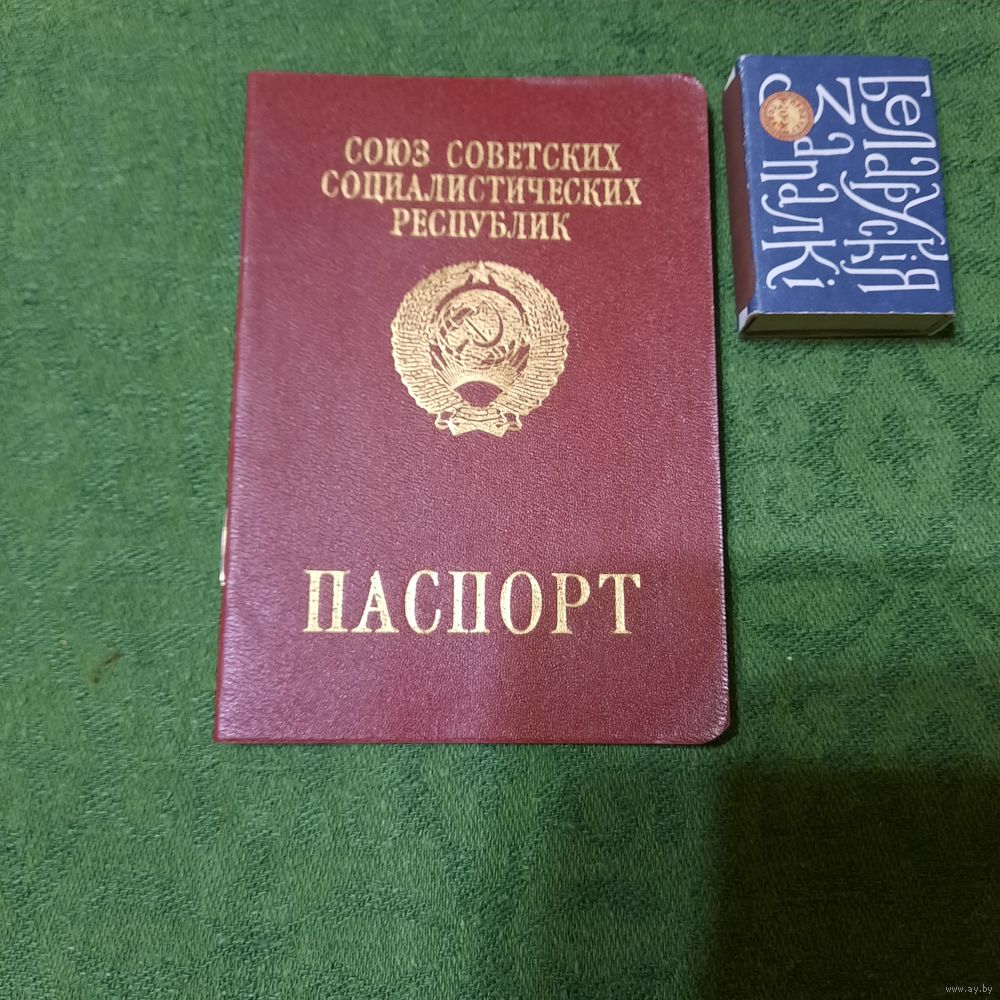 СОЮЗ СОВЕТСКИХ
СОЦИАЛИСТИЧЕСКИХ
РЕСПУБЛИК
ПАСПОРТ
Беларускія
Запалкі
www.ay.by